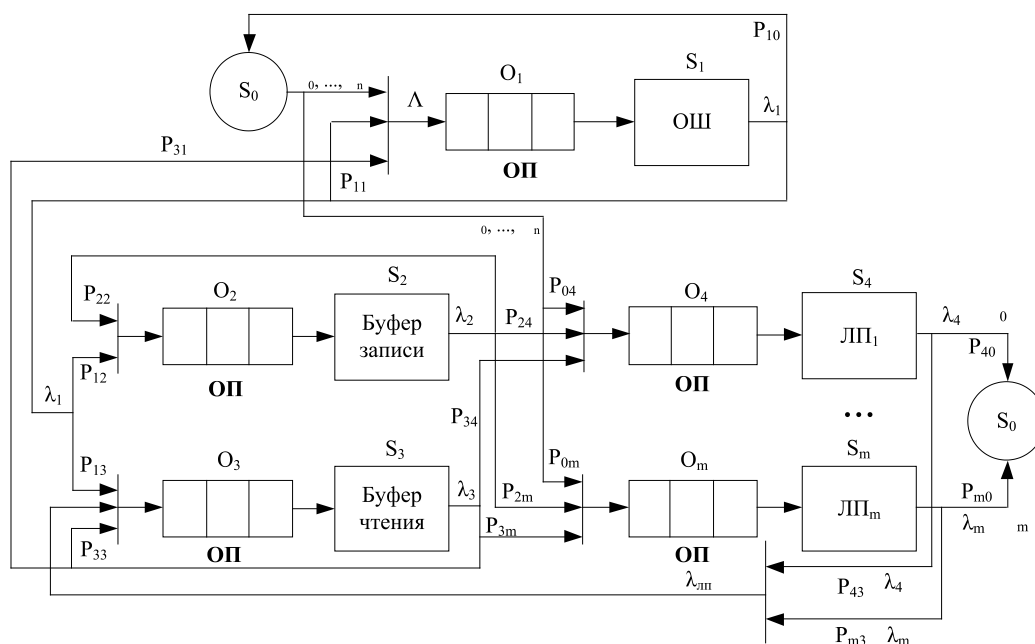 P₁₀
S₀
₀, ..., ₙ
Λ
O₁
S₁
ОШ
λ₁
ОП
P₃₁
P₁₁
₀, ..., ₙ
P₂₂
O₂
S₂
Буфер
записи
λ₂
P₂₄
P₀₄
O₄
S₄
ЛП₁
λ₄
₀
P₄₀
P₁₂
ОП
ОП
λ₁
P₃₄
...
S₀
P₁₃
O₃
S₃
Буфер
чтения
λ₃
P₂ₘ
P₀ₘ
Oₘ
Sₘ
ЛПₘ
Pₘ₀
λₘ
ₘ
P₃₃
ОП
P₃ₘ
ОП
λлп
P₄₃ λ₄
Pₘ₃ λₘ